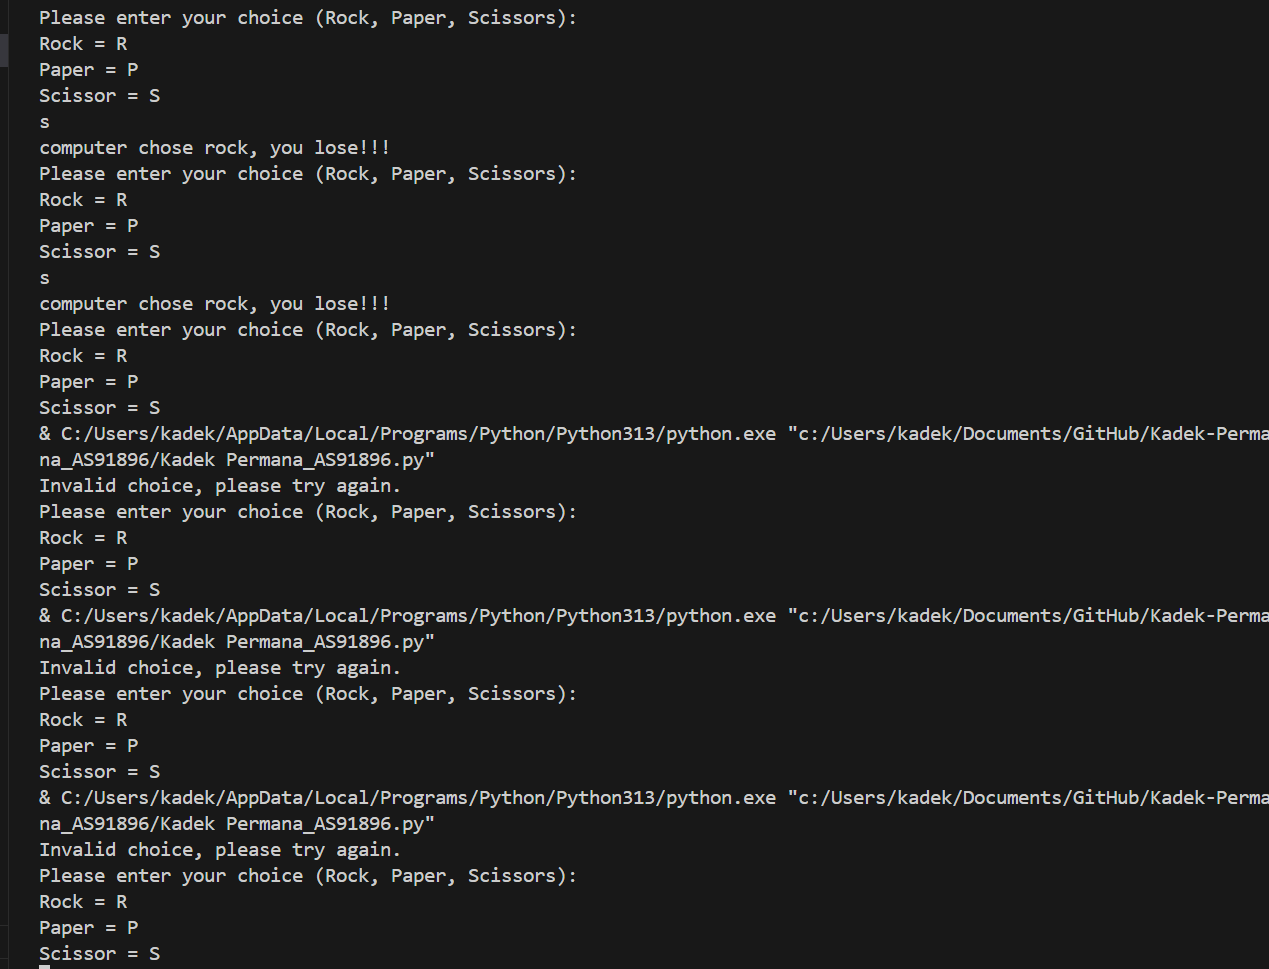 Please enter your choice (Rock, Paper, Scissors):
Rock = R
Paper = P
Scissor = S
s
computer chose rock, you lose!!!
Please enter your choice (Rock, Paper, Scissors):
Rock = R
Paper = P
Scissor = S
s
computer chose rock, you lose!!!
Please enter your choice (Rock, Paper, Scissors):
Rock = R
Paper = P
Scissor = S
& C:/Users/kadek/AppData/Local/Programs/Python/Python313/python.exe "c:/Users/kadek/Documents/GitHub/Kadek-Perma
na_AS91896/Kadek Permana_AS91896.py"
Invalid choice, please try again.
Please enter your choice (Rock, Paper, Scissors):
Rock = R
Paper = P
Scissor = S
& C:/Users/kadek/AppData/Local/Programs/Python/Python313/python.exe "c:/Users/kadek/Documents/GitHub/Kadek-Perma
na_AS91896/Kadek Permana_AS91896.py"
Invalid choice, please try again.
Please enter your choice (Rock, Paper, Scissors):
Rock = R
Paper = P
Scissor = S
& C:/Users/kadek/AppData/Local/Programs/Python/Python313/python.exe "c:/Users/kadek/Documents/GitHub/Kadek-Perma
na_AS91896/Kadek Permana_AS91896.py"
Invalid choice, please try again.
Please enter your choice (Rock, Paper, Scissors):
Rock = R
Paper = P
Scissor = S